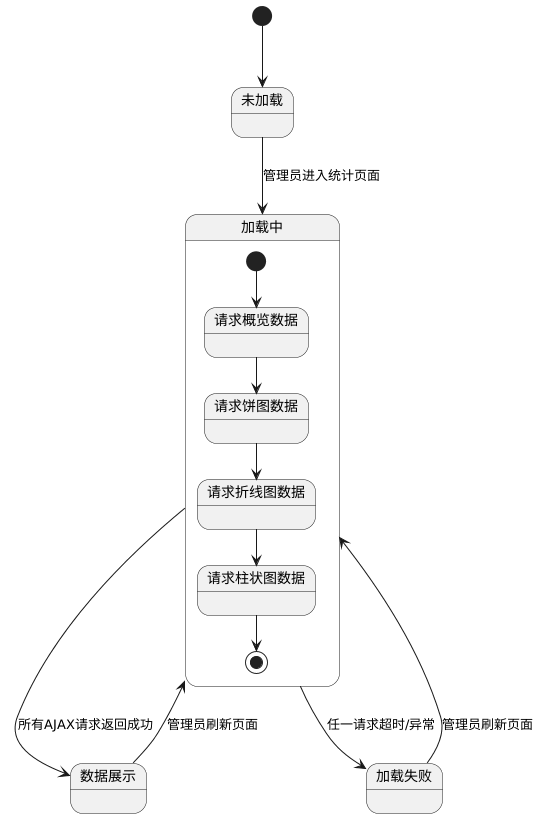 未加载
管理员进入统计页面
加载中
请求概览数据
请求饼图数据
请求折线图数据
请求柱状图数据
所有AJAX请求返回成功
管理员刷新页面
任一请求超时/异常
管理员刷新页面
数据展示
加载失败